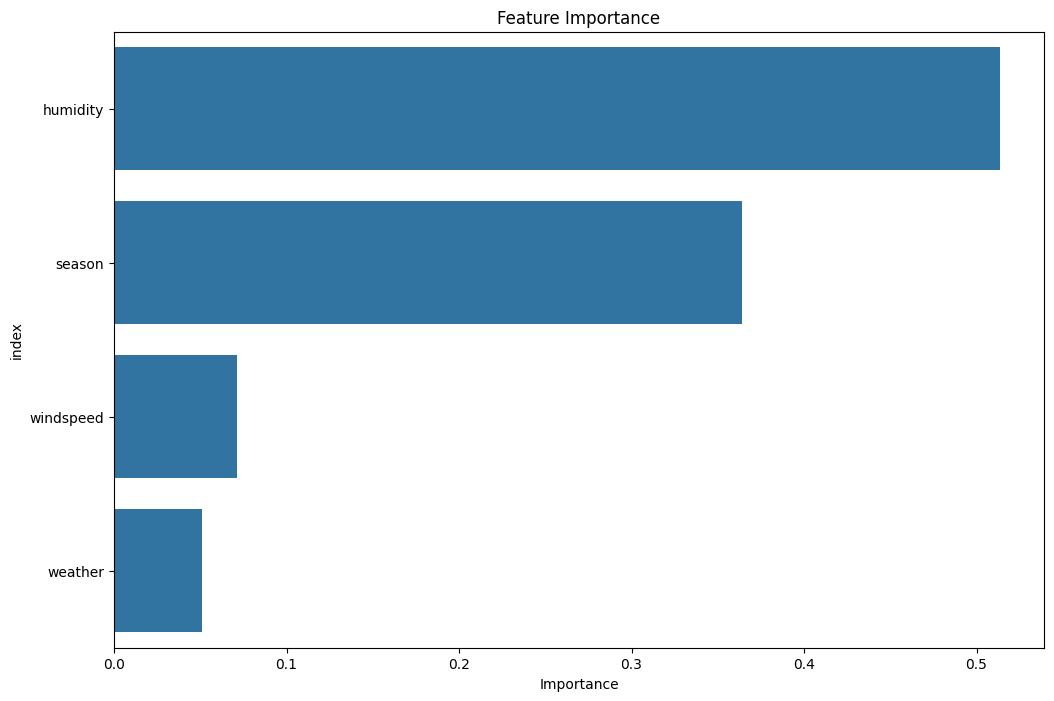 Feature Importance
humidity
season
windspeed
weather
index
0.0 0.1 0.2 0.3 0.4 0.5
Importance